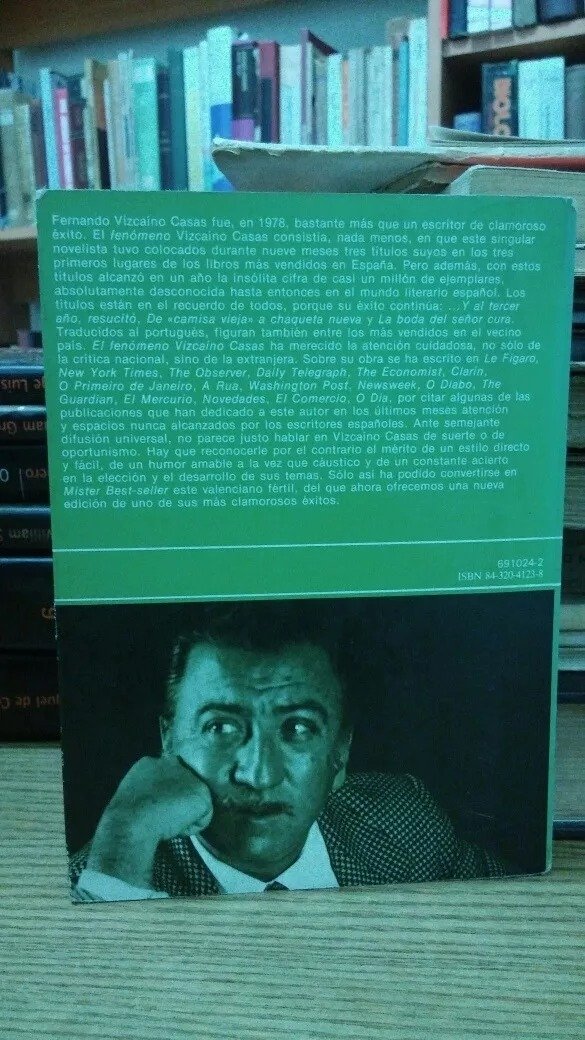 Fernando Vizcaíno Casas fue, en 1978, bastante más que un escritor de clamoroso
éxito. El fenómeno Vizcaíno Casas consistía, nada menos, en que este singular
novelista tuvo colocados durante nueve meses tres títulos suyos en los tres
primeros lugares de los libros más vendidos en España. Pero además, con estos
títulos alcanzó en un año la insólita cifra de casi un millón de ejemplares,
absolutamente desconocida hasta entonces en el mundo literario español. Los
títulos están en el recuerdo de todos, porque su éxito continúa: ...Y al tercer
año, resucitó, De «camisa vieja» a chaqueta nueva y La boda del señor cura.
Traducidos al portugués, figuran también entre los más vendidos en el vecino
país. El fenómeno Vizcaíno Casas ha merecido la atención cuidadosa, no sólo de
la crítica nacional, sino de la extranjera. Sobre su obra se ha escrito en Le Figaro,
New York Times, The Observer, Daily Telegraph, The Economist, Clarín,
O Primeiro de Janeiro, A Rua, Washington Post, Newsweek, O Diabo, The
Guardian, El Mercurio, Novedades, El Comercio, O Dia, por citar algunas de las
publicaciones que han dedicado a este autor en los últimos meses atención
y espacios nunca alcanzados por los escritores españoles. Ante semejante
difusión universal, no parece justo hablar en Vizcaíno Casas de suerte o de
oportunismo. Hay que reconocerle por el contrario el mérito de un estilo directo
y fácil, de un humor amable a la vez que cáustico y de un constante acierto
en la elección y el desarrollo de sus temas. Sólo así ha podido convertirse en
Mister Best-seller este valenciano fértil, del que ahora ofrecemos una nueva
edición de uno de sus más clamorosos éxitos.
691024-2
ISBN 84-320-4123-8